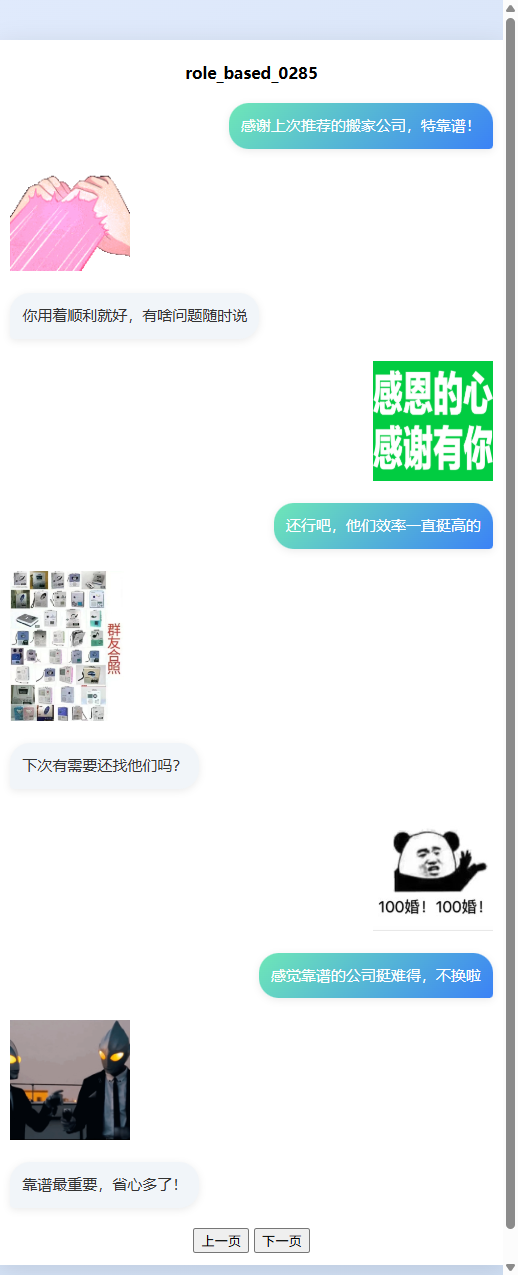 role_based_0285
感谢上次推荐的搬家公司，特靠谱！
你用着顺利就好，有啥问题随时说
感恩的心
感谢有你
还行吧，他们效率一直挺高的
群友合照
下次有需要还找他们吗？
100婚！100婚！
感觉靠谱的公司挺难得，不换啦
靠谱最重要，省心多了！
上一页 下一页